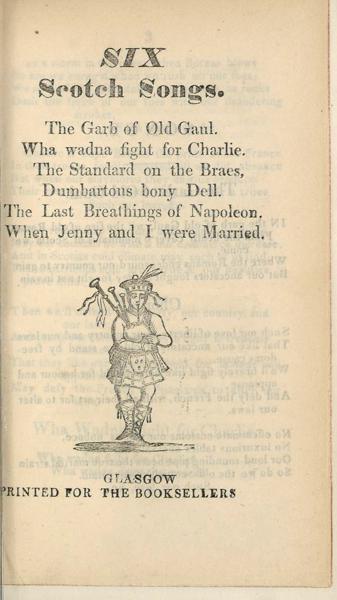 SIX
Scotch Songs.
The Garb of Old Gaul.
Wha wadna fight for Charlie.
The Standard on the Braes,
Dumbartons bony Dell.
The Last Breathings of Napoleon.
When Jenny and I were Married.
GLASGOW
PRINTED FOR THE BOOKSELLERS